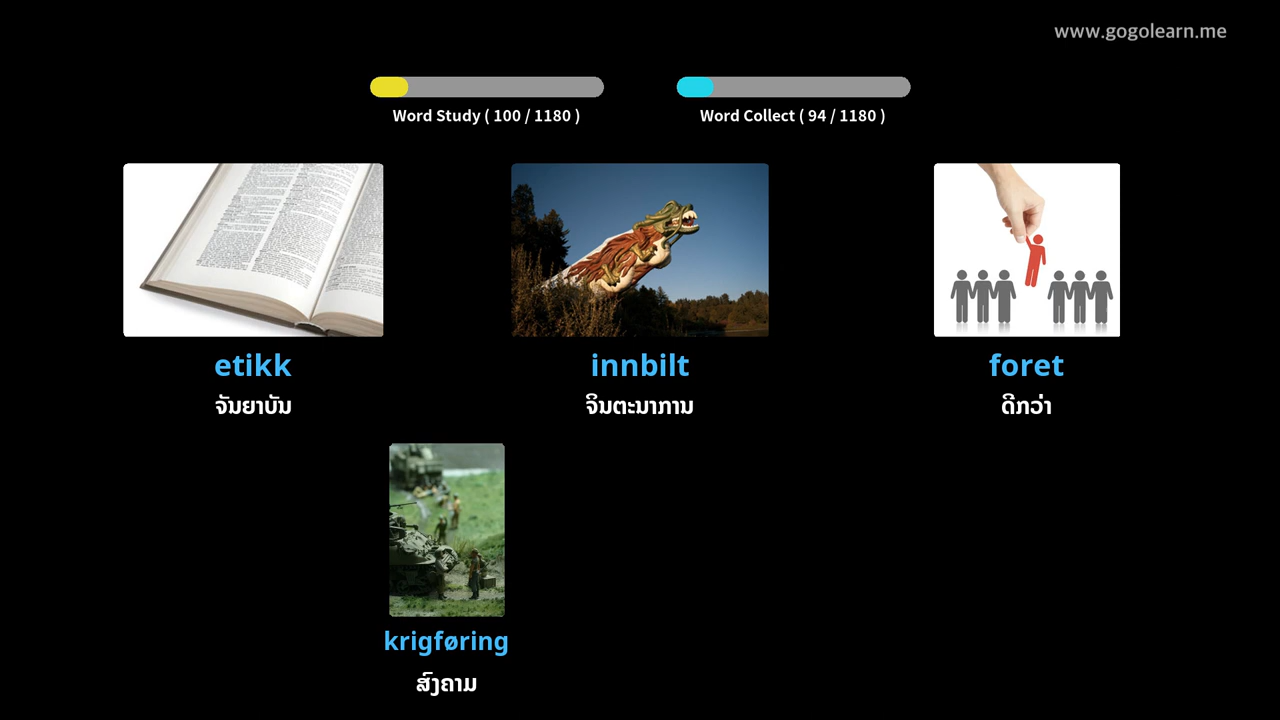 www.gogolearn.me
Word Study ( 100 / 1180 )
Word Collect ( 94 / 1180 )
etikk
innbilt
foret
ຈັນຍາບັນ
ຈິນຕະນາການ
ດີກວ່າ
krigføring
ສົງຄາມ